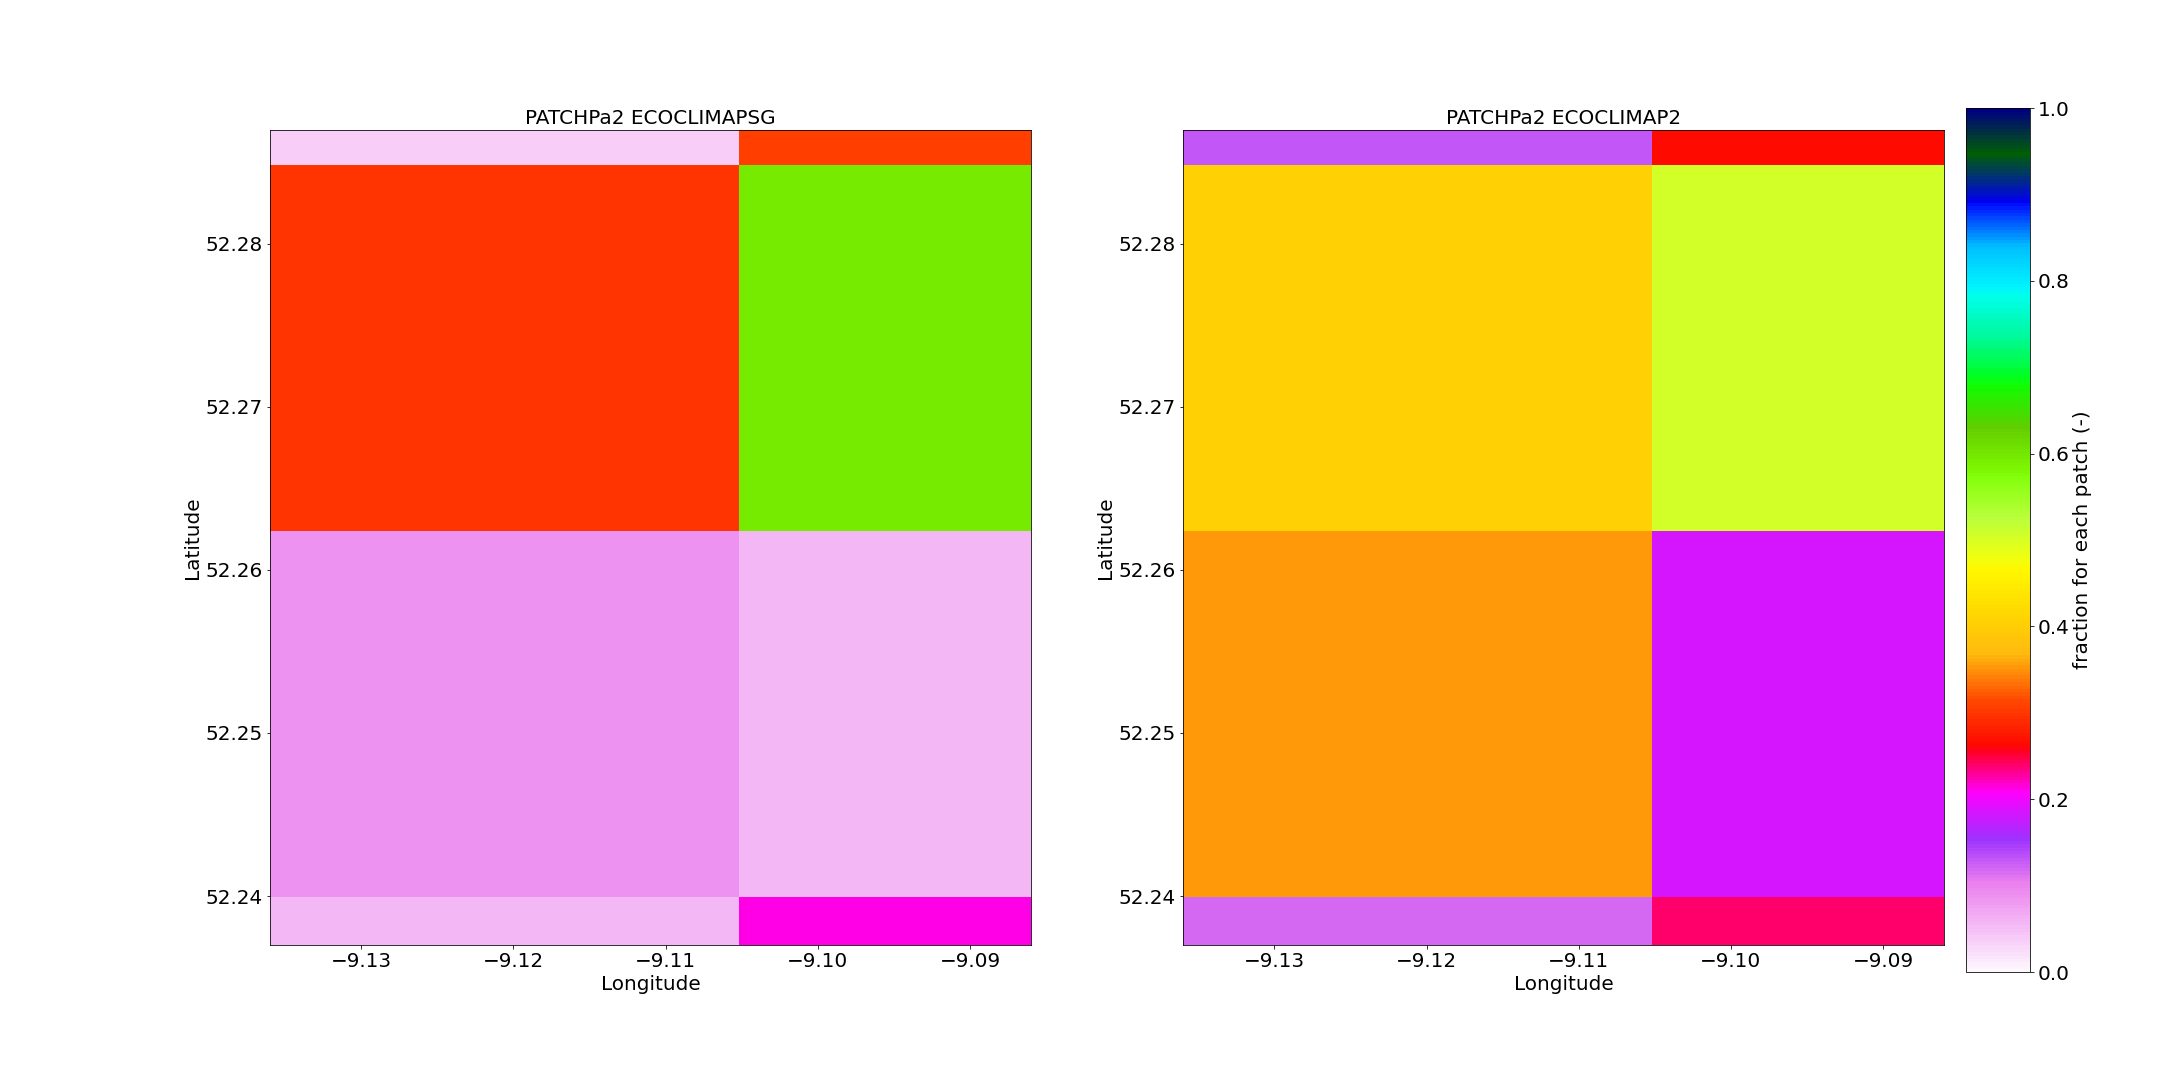 PATCHPa2 ECOCLIMAPSG
52.28
52.27
52.26
52.25
52.24
Latitude
−9.13 −9.12 −9.11 −9.10 −9.09
Longitude
PATCHPa2 ECOCLIMAP2
52.28
52.27
52.26
52.25
52.24
Latitude
−9.13 −9.12 −9.11 −9.10 −9.09
Longitude
1.0
0.8
0.6
0.4
0.2
0.0
fraction for each patch (-)